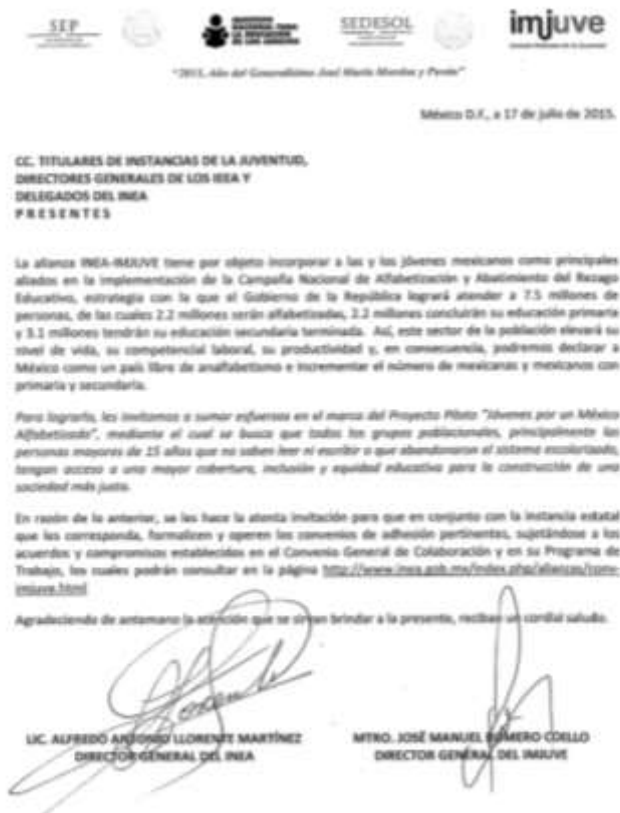 SEP
INSTITUTO
NACIONAL PARA
LA EDUCACIÓN
DE LOS ADULTOS
SEDESOL
imjuve
"2015, Año del Generalísimo José María Morelos y Pavón"
México D.F., a 17 de julio de 2015.
CC. TITULARES DE INSTANCIAS DE LA JUVENTUD,
DIRECTORES GENERALES DE LOS IEEA Y
DELEGADOS DEL INEA
P R E S E N T E S
La alianza INEA-IMJUVE tiene por objeto incorporar a las y los jóvenes mexicanos como principales
aliados en la implementación de la Campaña Nacional de Alfabetización y Abatimiento del Rezago
Educativo, estrategia con la que el Gobierno de la República logrará atender a 7.5 millones de
personas, de las cuales 2.2 millones serán alfabetizadas, 2.2 millones concluirán su educación primaria
y 3.1 millones tendrán su educación secundaria terminada. Así, este sector de la población elevará su
nivel de vida, su competencial laboral, su productividad y, en consecuencia, podremos declarar a
México como un país libre de analfabetismo e incrementar el número de mexicanas y mexicanos con
primaria y secundaria.
Para lograrlo, les invitamos a sumar esfuerzos en el marco del Proyecto Piloto "Jóvenes por un México
Alfabetizado", mediante el cual se busca que todos los grupos poblacionales, principalmente las
personas mayores de 15 años que no saben leer ni escribir o que abandonaron el sistema escolarizado,
tengan acceso a una mayor cobertura, inclusión y equidad educativa para la construcción de una
sociedad más justa.
En razón de lo anterior, se les hace la atenta invitación para que en conjunto con la instancia estatal
que les corresponda, formalicen y operen los convenios de adhesión pertinentes, sujetándose a los
acuerdos y compromisos establecidos en el Convenio General de Colaboración y en su Programa de
Trabajo, los cuales podrán consultar en la página http://www.inea.gob.mx/index.php/alianzas/conv-
imjuve.html
Agradeciendo de antemano la atención que se sirvan brindar a la presente, reciban un cordial saludo.
LIC. ALFREDO ANTONIO LLORENTE MARTÍNEZ
DIRECTOR GENERAL DEL INEA
MTRO. JOSÉ MANUEL ROMERO COELLO
DIRECTOR GENERAL DEL IMJUVE